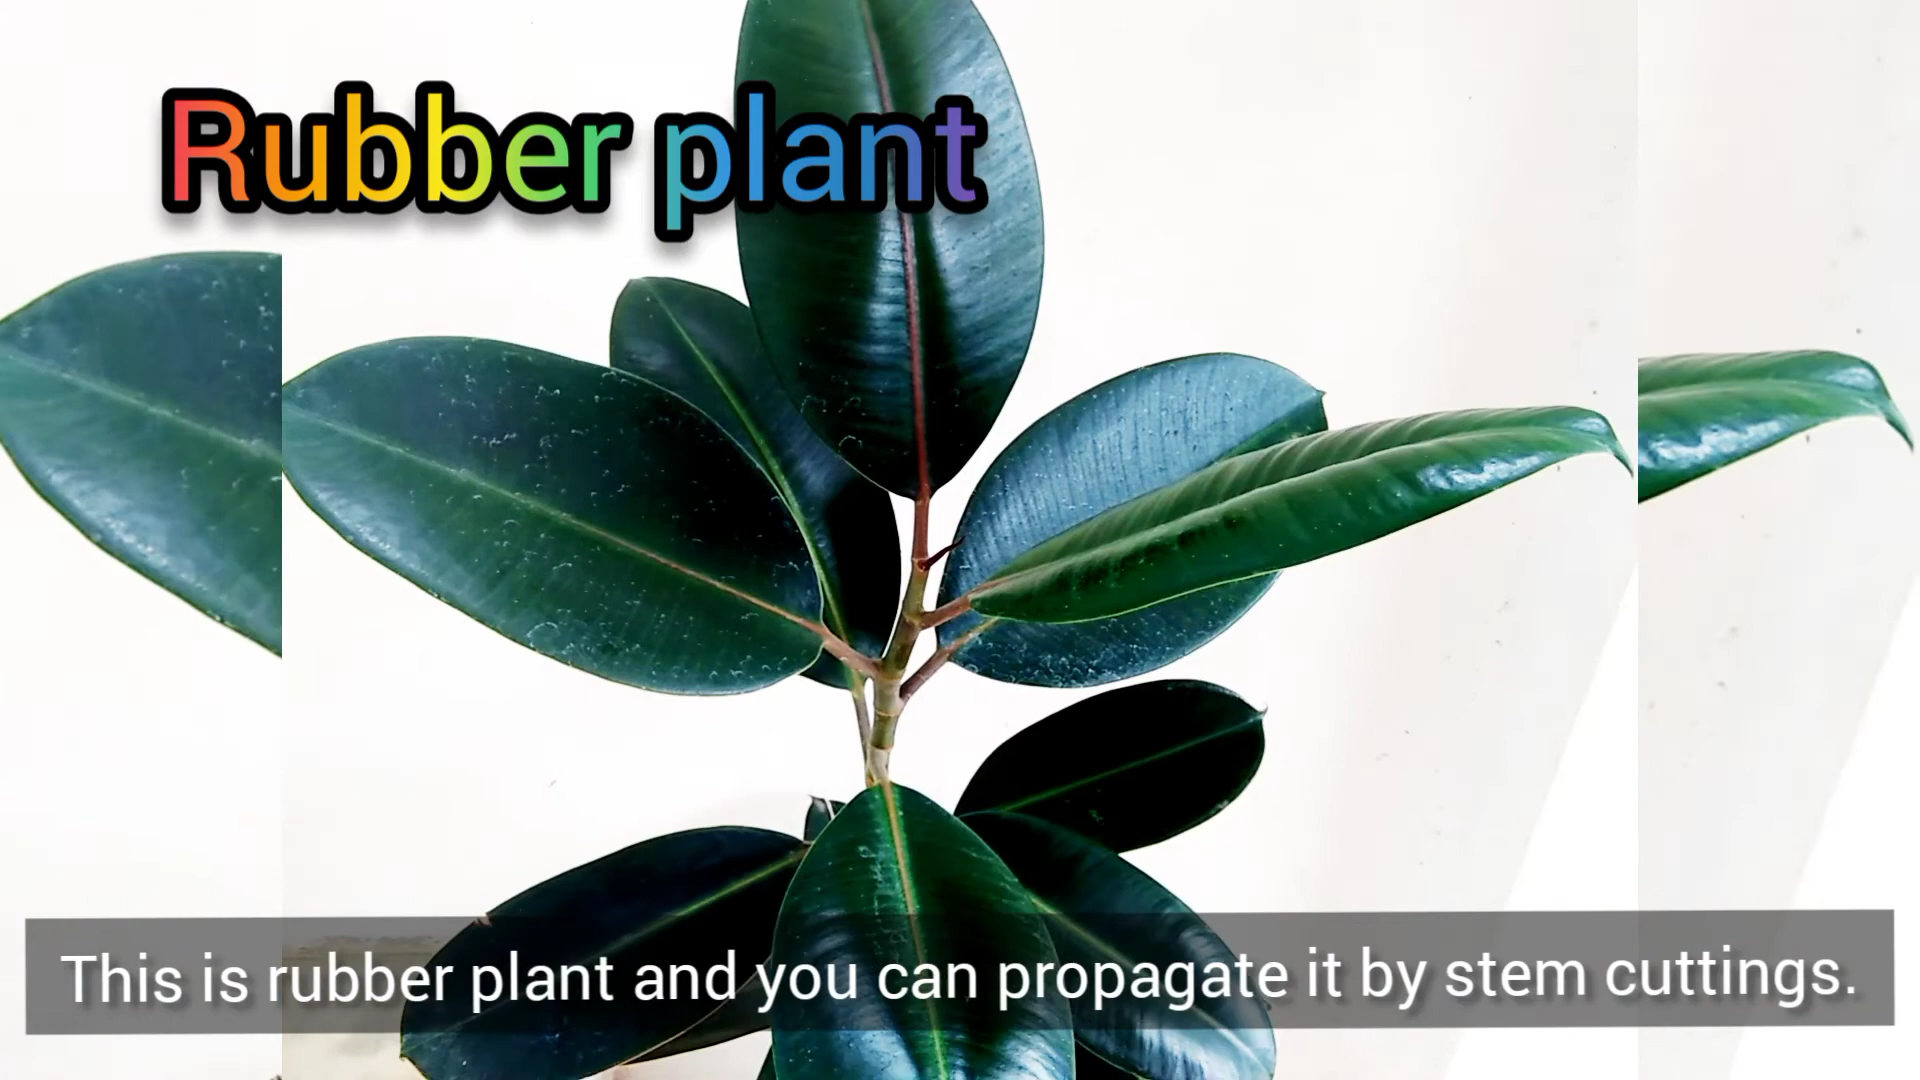 Rubber plant
This is rubber plant and you can propagate it by stem cuttings.